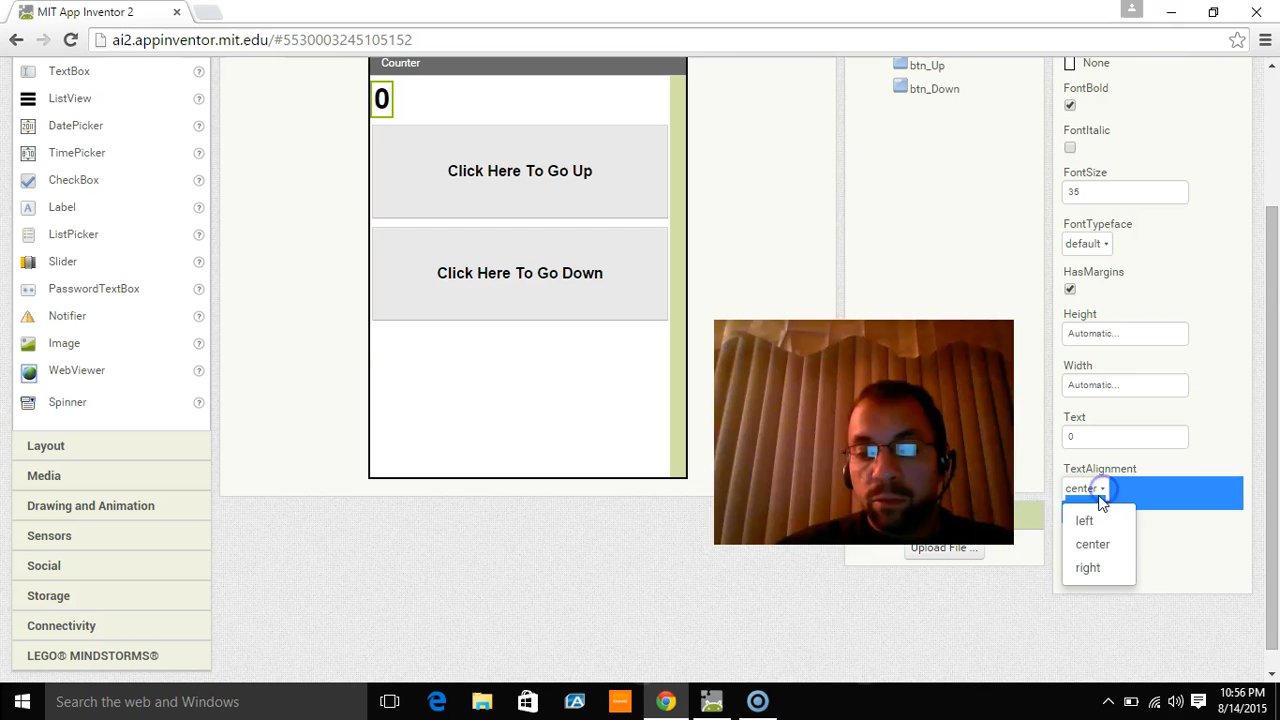 MIT App Inventor 2
ai2.appinventor.mit.edu/#5530003245105152
TextBox
ListView
DatePicker
TimePicker
CheckBox
Label
ListPicker
Slider
PasswordTextBox
Notifier
Image
WebViewer
Spinner
Layout
Media
Drawing and Animation
Sensors
Social
Storage
Connectivity
LEGO® MINDSTORMS®
Counter
0
Click Here To Go Up
Click Here To Go Down
btn_Up
btn_Down
Upload File ...
None
FontBold
FontItalic
FontSize
35
FontTypeface
default
HasMargins
Height
Automatic...
Width
Automatic...
Text
0
TextAlignment
center
left
center
right
Search the web and Windows
10:56 PM
8/14/2015